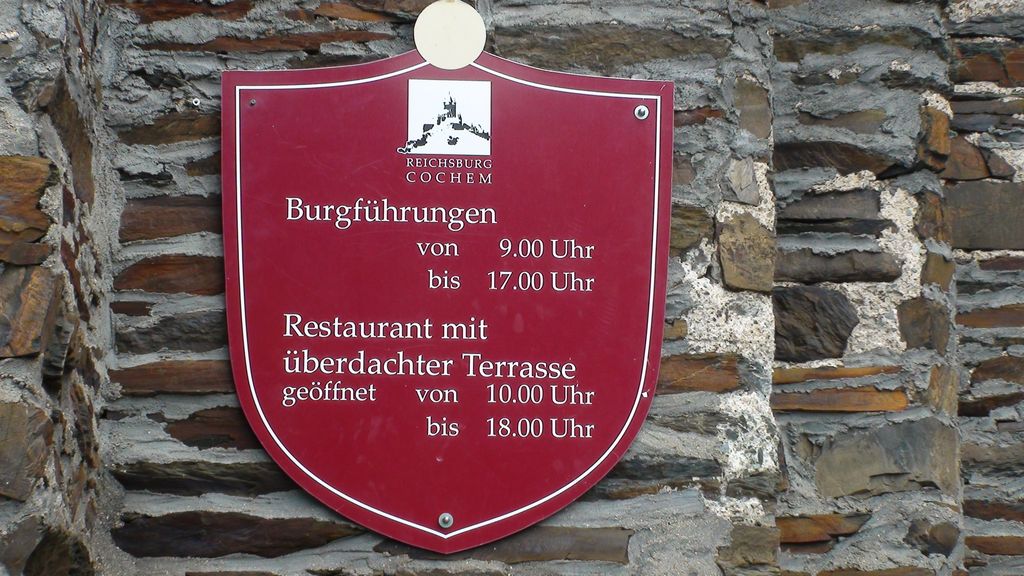 REICHSBURG
COCHEM
Burgführungen
von 9.00 Uhr
bis 17.00 Uhr
Restaurant mit
überdachter Terrasse
geöffnet von 10.00 Uhr
bis 18.00 Uhr